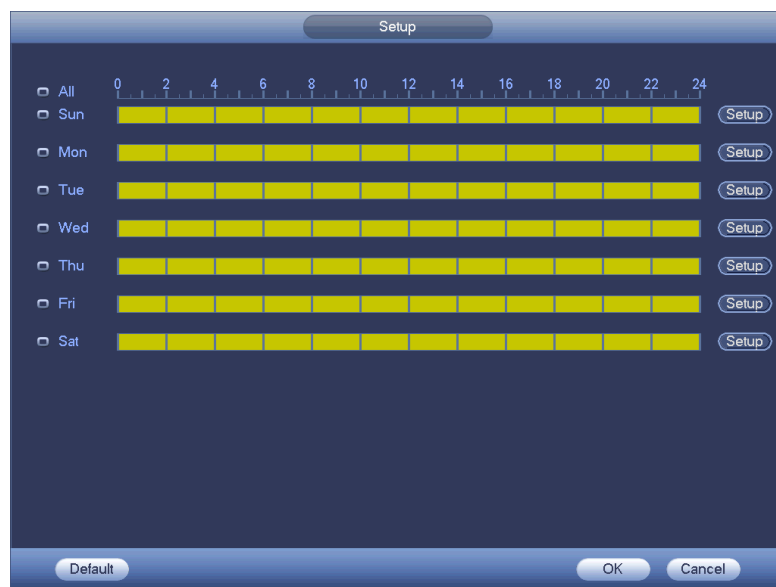 Setup
All 0 2 4 6 8 10 12 14 16 18 20 22 24
Sun Setup
Mon Setup
Tue Setup
Wed Setup
Thu Setup
Fri Setup
Sat Setup
Default OK Cancel